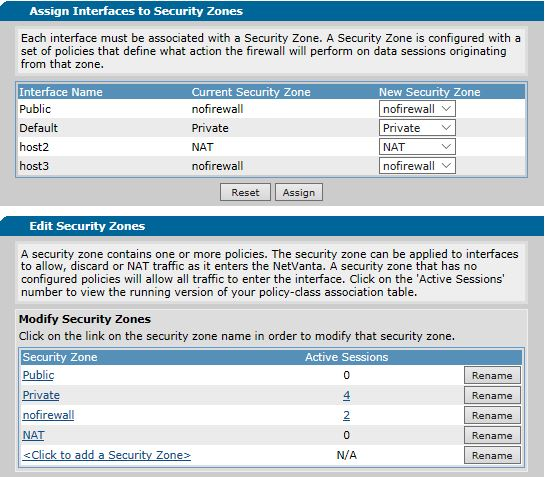 Assign Interfaces to Security Zones
Each interface must be associated with a Security Zone. A Security Zone is configured with a
set of policies that define what action the firewall will perform on data sessions originating
from that zone.
Interface Name Current Security Zone New Security Zone
Public nofirewall nofirewall
Default Private Private
host2 NAT NAT
host3 nofirewall nofirewall
Reset Assign
Edit Security Zones
A security zone contains one or more policies. The security zone can be applied to interfaces
to allow, discard or NAT traffic as it enters the NetVanta. A security zone that has no
configured policies will allow all traffic to enter the interface. Click on the 'Active Sessions'
number to view the running version of your policy-class association table.
Modify Security Zones
Click on the link on the security zone name in order to modify that security zone.
Security Zone Active Sessions
Public 0 Rename
Private 4 Rename
nofirewall 2 Rename
NAT 0 Rename
<Click to add a Security Zone> N/A Rename